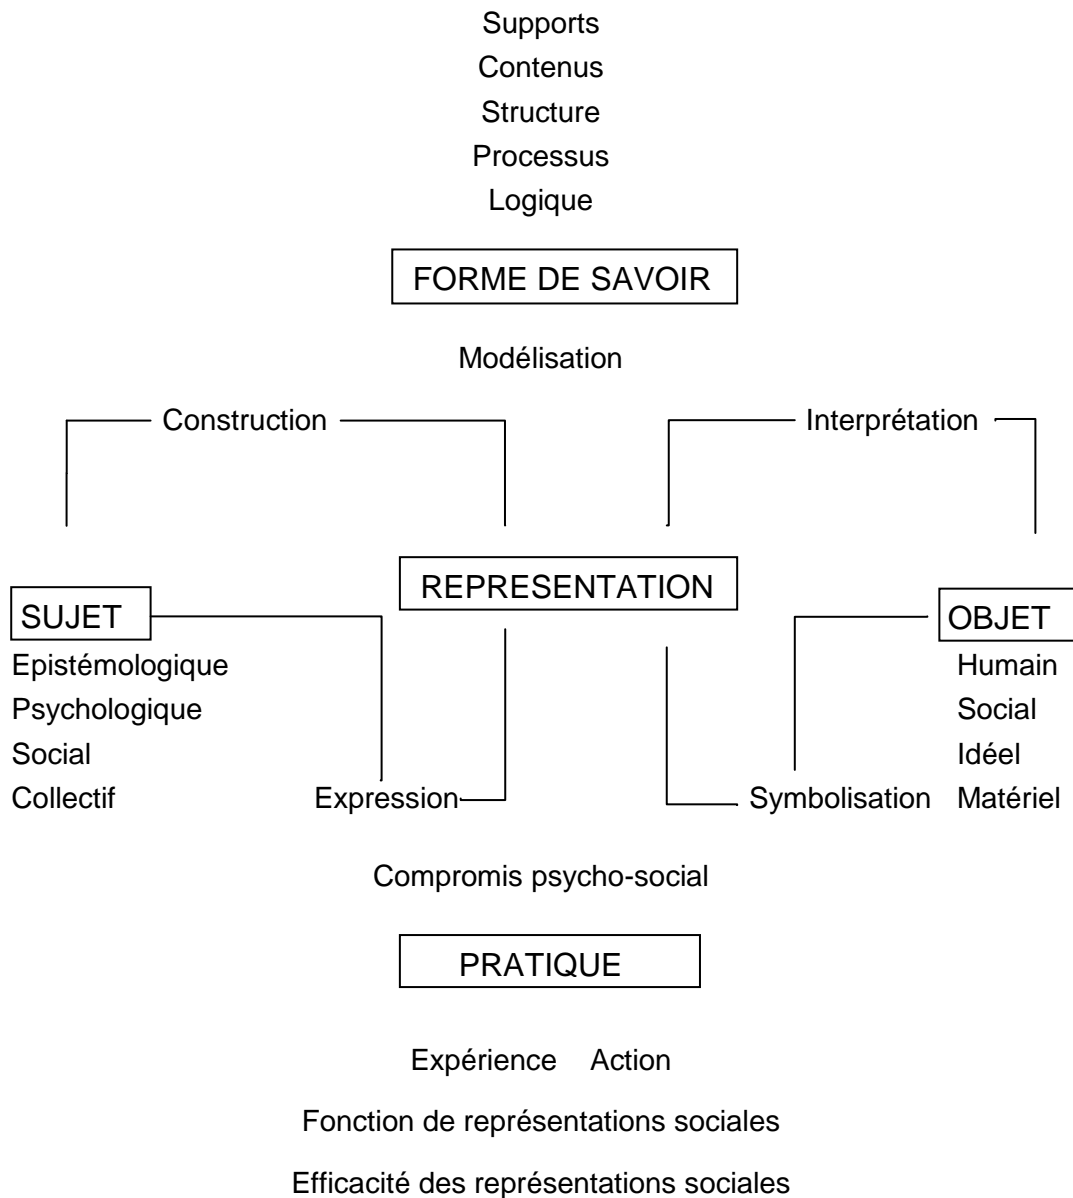 Supports
Contenus
Structure
Processus
Logique
FORME DE SAVOIR
Modélisation
Construction
Interprétation
REPRESENTATION
SUJET
OBJET
Epistémologique
Humain
Psychologique
Social
Social
Idéel
Collectif
Expression
Symbolisation
Matériel
Compromis psycho-social
PRATIQUE
Expérience Action
Fonction de représentations sociales
Efficacité des représentations sociales